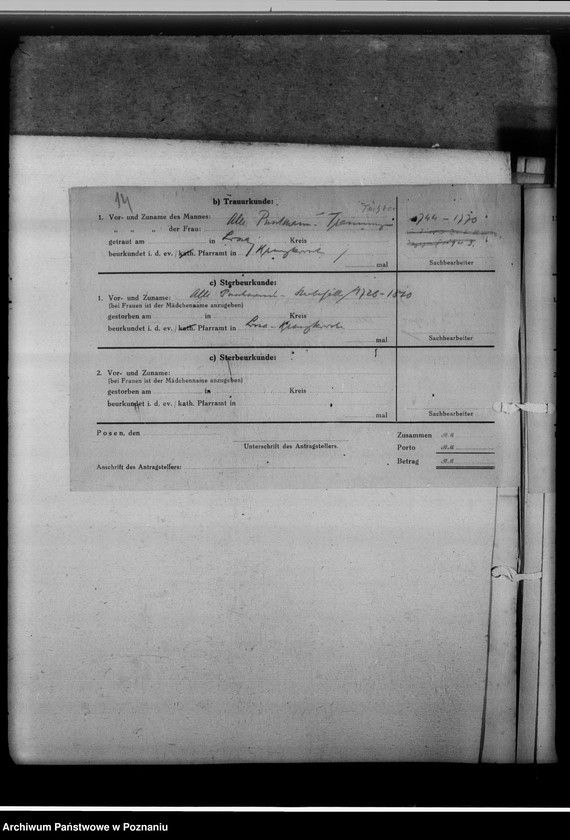 14
b) Trauurkunde:
1. Vor- und Zuname des Mannes: Alle
1744 - 1770
" " " der Frau:
getraut am in Kreis
beurkundet i. d. ev. / kath. Pfarramt in
mal
Sachbearbeiter
c) Sterbeurkunde:
1. Vor- und Zuname: Alle 1720-1800
(bei Frauen ist der Mädchenname anzugeben)
gestorben am in Kreis
beurkundet i. d. ev. / kath. Pfarramt in
Sachbearbeiter
c) Sterbeurkunde:
2. Vor- und Zuname:
(bei Frauen ist der Mädchenname anzugeben)
gestorben am in Kreis
beurkundet i. d. ev. / kath. Pfarramt in
mal
Sachbearbeiter
Posen, den
Unterschrift des Antragstellers.
Anschrift des Antragstellers:
Zusammen RM
Porto RM
Betrag RM
Archiwum Państwowe w Poznaniu